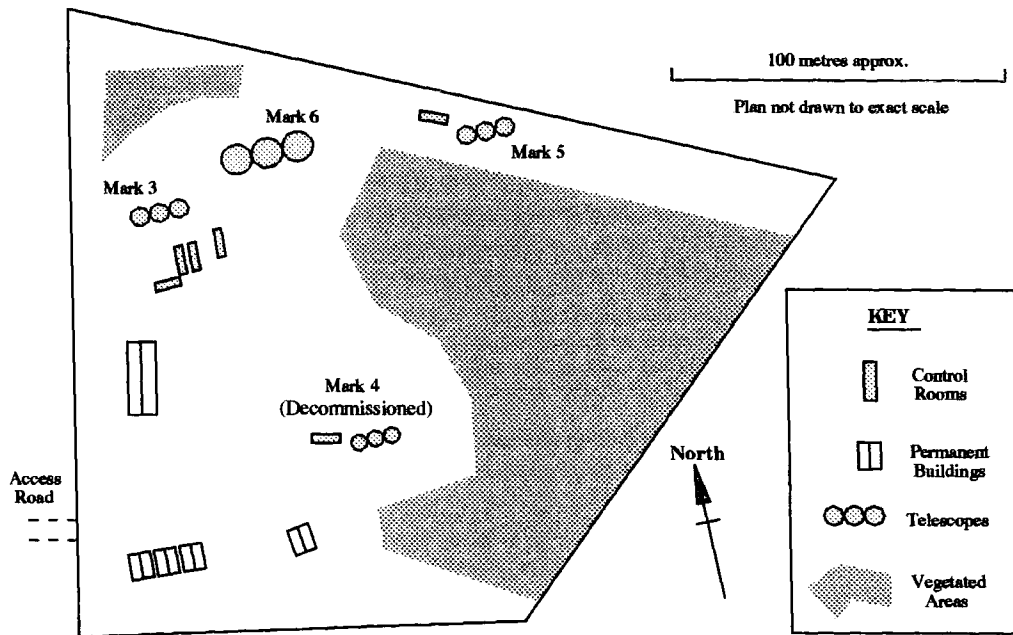 100 metres approx.
Plan not drawn to exact scale
Mark 6
Mark 5
Mark 3
Mark 4
(Decommissioned)
North
Access
Road
KEY
Control
Rooms
Permanent
Buildings
Telescopes
Vegetated
Areas